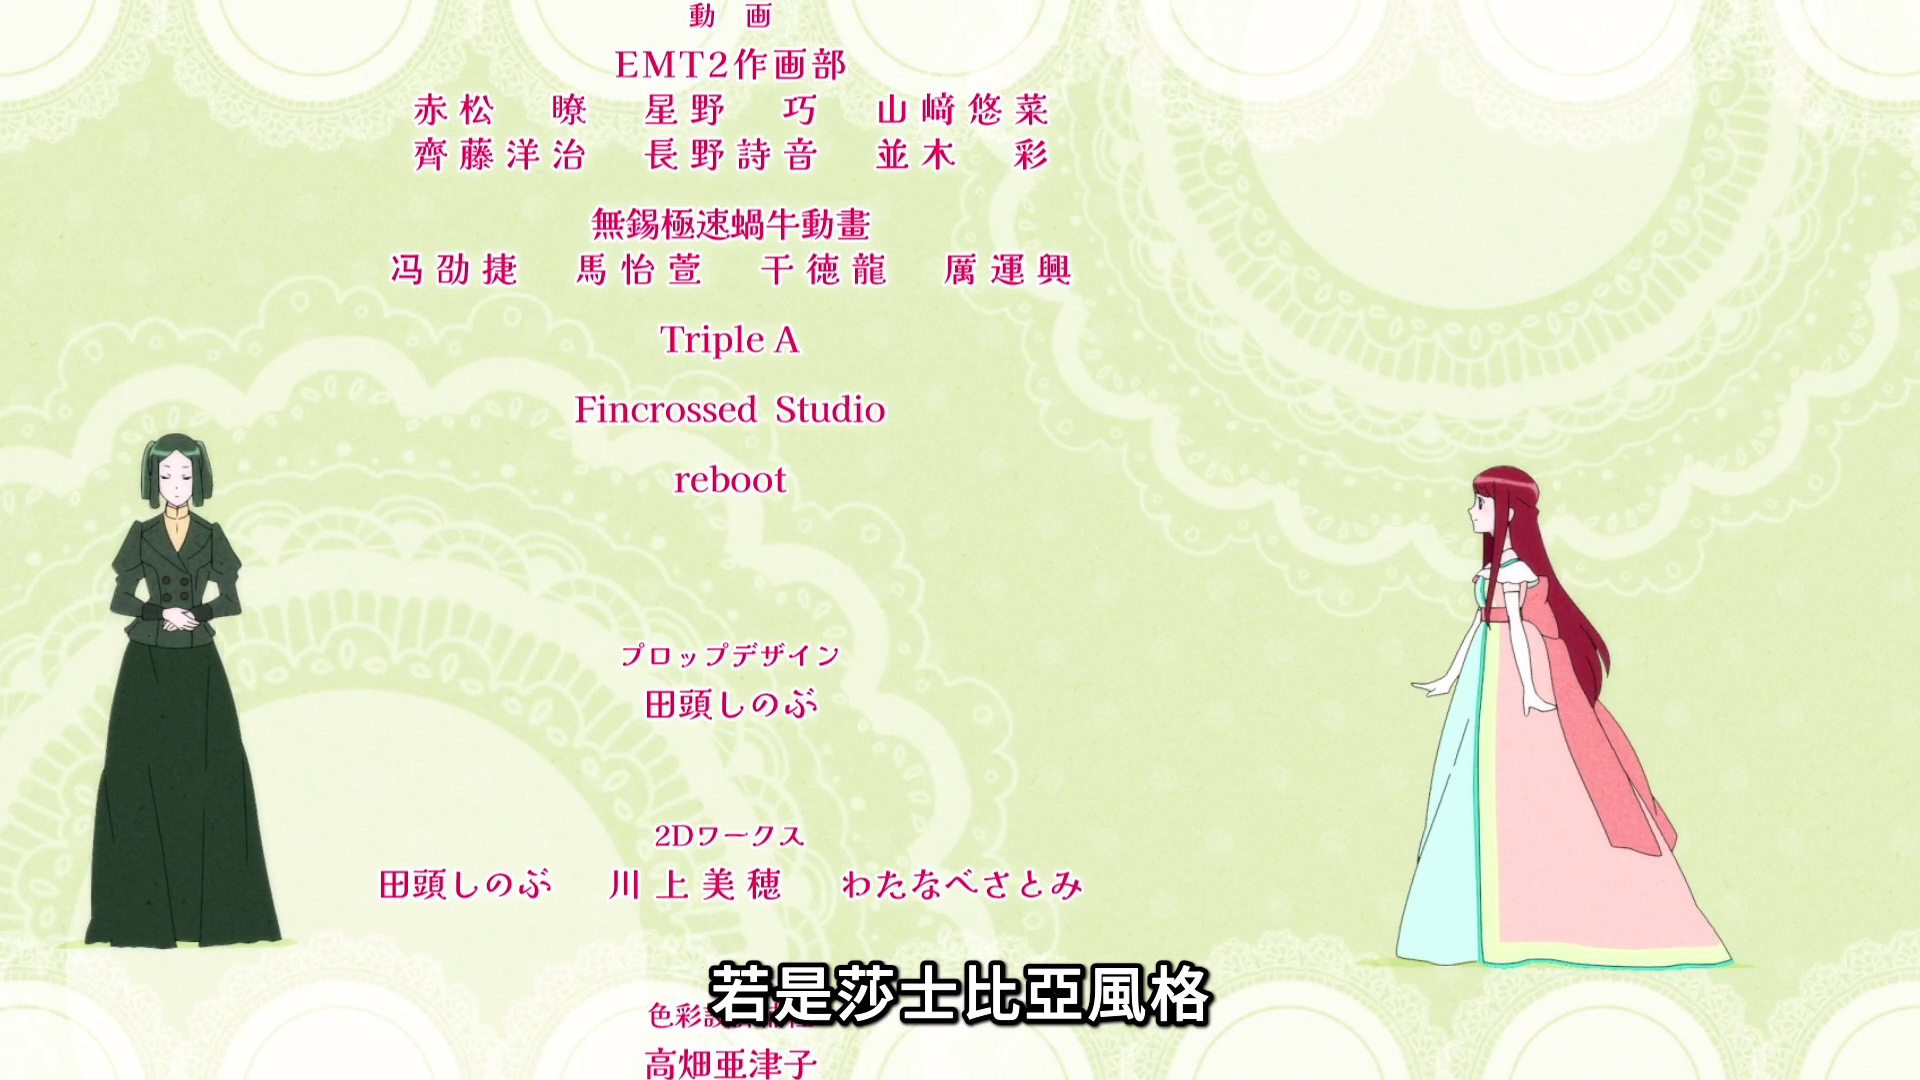 動 画
EMT2作画部
赤松 瞭 星野 巧 山﨑悠菜
齊藤洋治 長野詩音 並木 彩
無錫極速蝸牛動畫
冯劭捷 馬怡萱 干徳龍 厲運興
Triple A
Fincrossed Studio
reboot
プロップデザイン
田頭しのぶ
2Dワークス
田頭しのぶ 川上美穂 わたなべさとみ
色彩設
若是莎士比亞風格
高畑亜津子